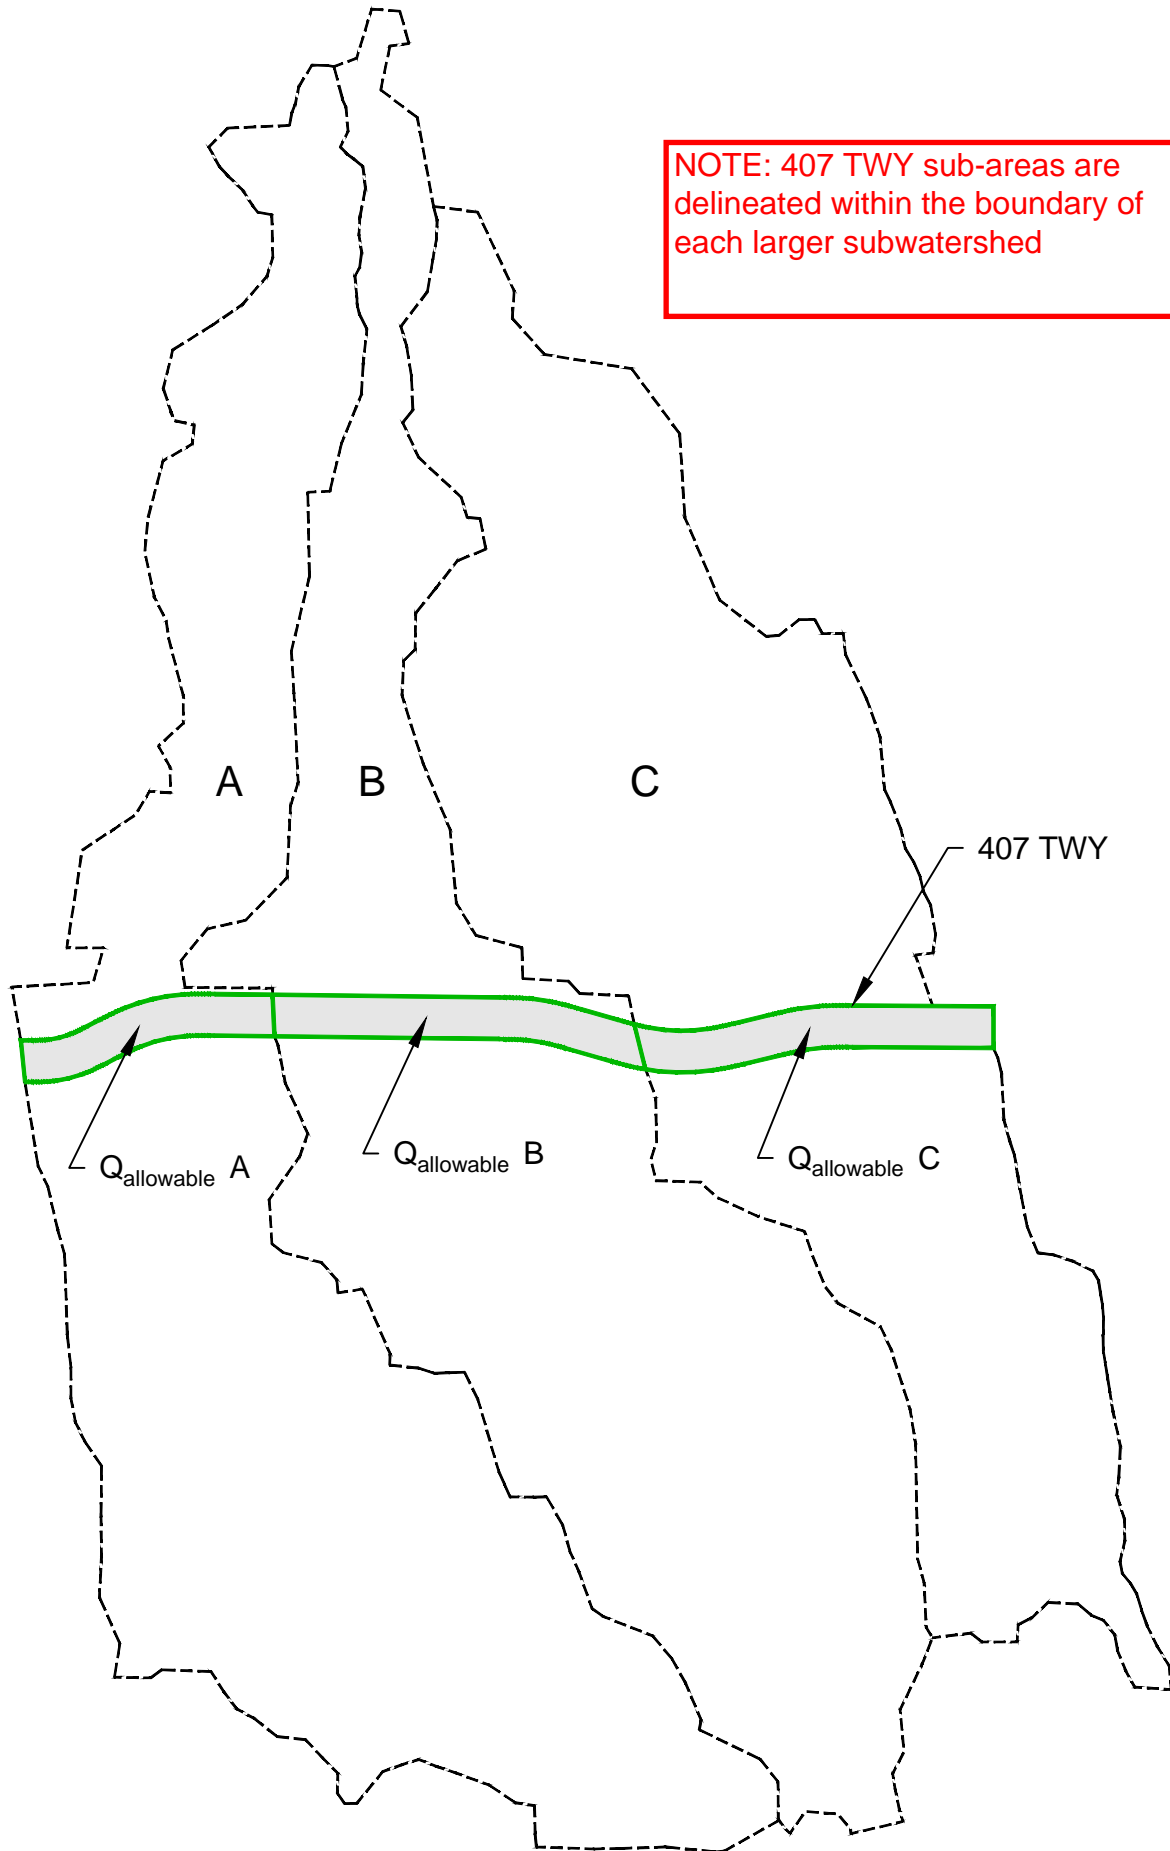 NOTE: 407 TWY sub-areas are
delineated within the boundary of
each larger subwatershed
A
B
C
407 TWY
Qallowable A
Qallowable B
Qallowable C